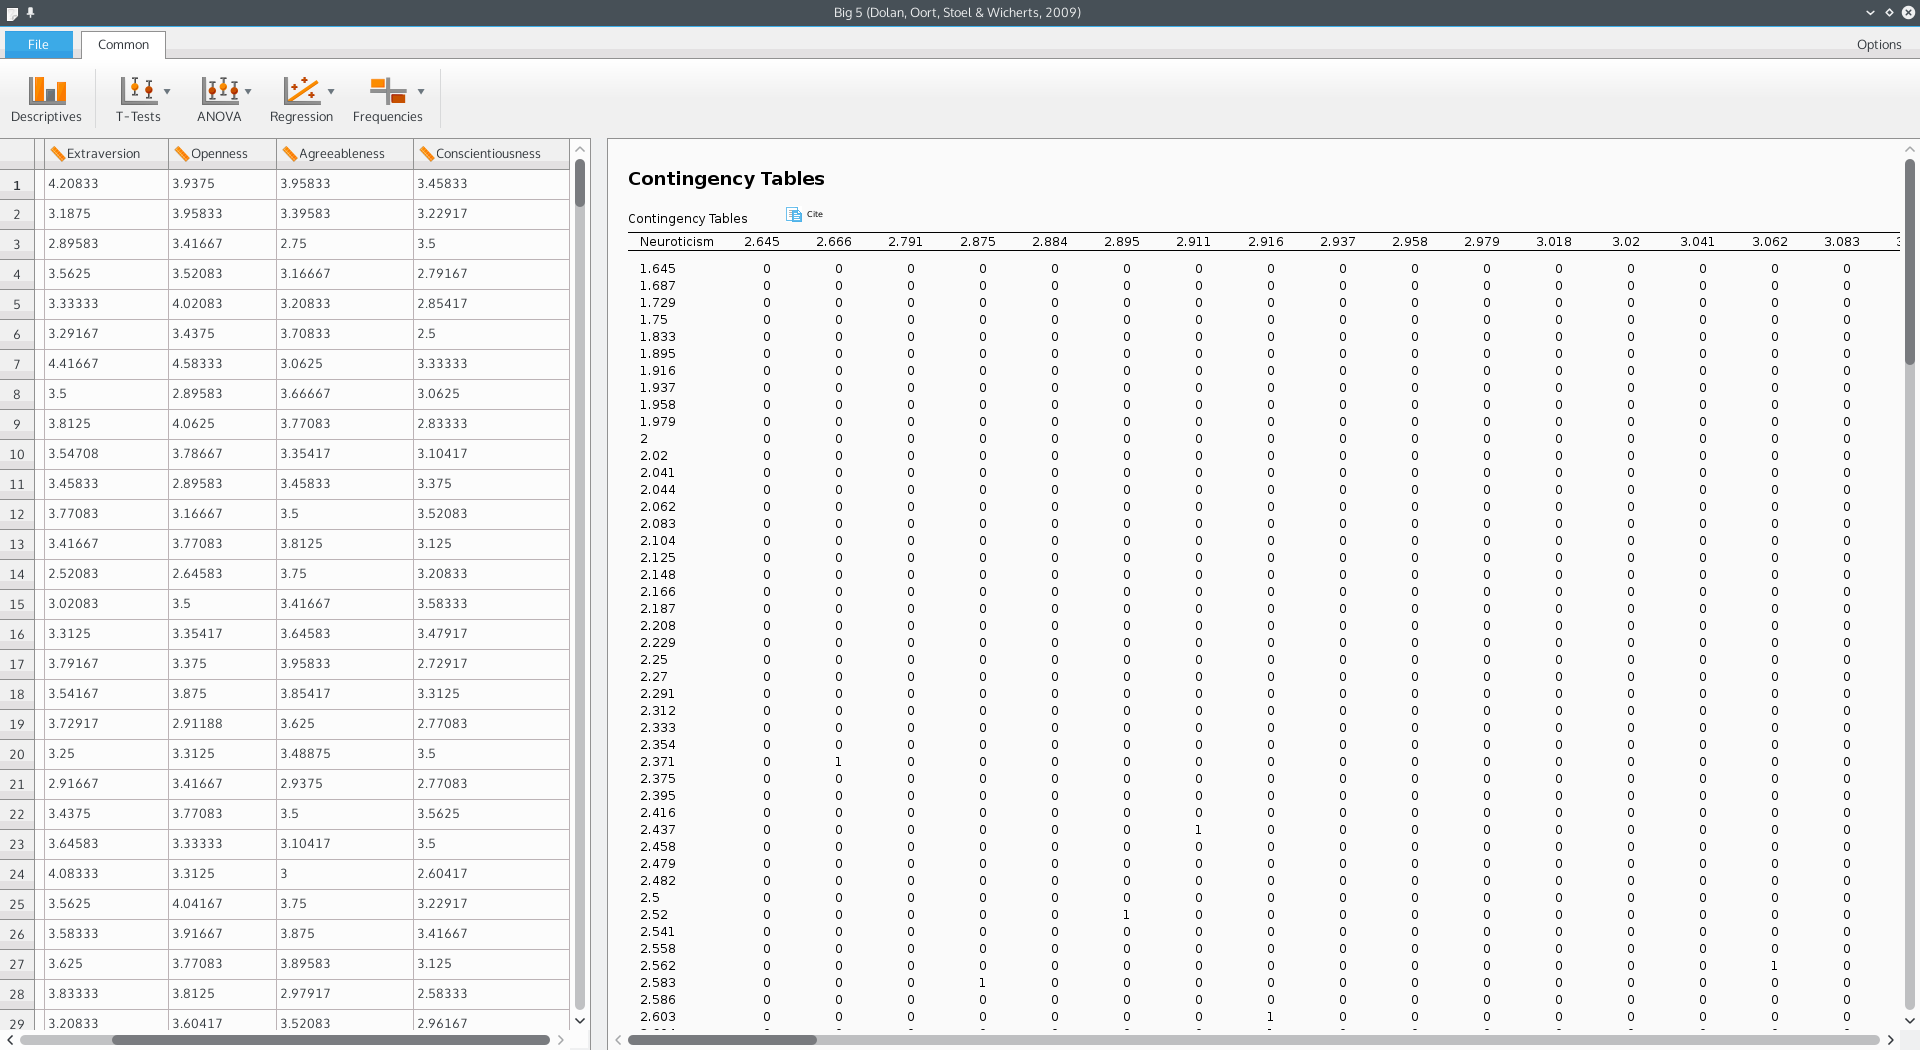 Big 5 (Dolan, Oort, Stoel & Wicherts, 2009)
File Common Options
Descriptives T-Tests ANOVA Regression Frequencies
Extraversion Openness Agreeableness Conscientiousness
1 4.20833 3.9375 3.95833 3.45833
2 3.1875 3.95833 3.39583 3.22917
3 2.89583 3.41667 2.75 3.5
4 3.5625 3.52083 3.16667 2.79167
5 3.33333 4.02083 3.20833 2.85417
6 3.29167 3.4375 3.70833 2.5
7 4.41667 4.58333 3.0625 3.33333
8 3.5 2.89583 3.66667 3.0625
9 3.8125 4.0625 3.77083 2.83333
10 3.54708 3.78667 3.35417 3.10417
11 3.45833 2.89583 3.45833 3.375
12 3.77083 3.16667 3.5 3.52083
13 3.41667 3.77083 3.8125 3.125
14 2.52083 2.64583 3.75 3.20833
15 3.02083 3.5 3.41667 3.58333
16 3.3125 3.35417 3.64583 3.47917
17 3.79167 3.375 3.95833 2.72917
18 3.54167 3.875 3.85417 3.3125
19 3.72917 2.91188 3.625 2.77083
20 3.25 3.3125 3.48875 3.5
21 2.91667 3.41667 2.9375 2.77083
22 3.4375 3.77083 3.5 3.5625
23 3.64583 3.33333 3.10417 3.5
24 4.08333 3.3125 3 2.60417
25 3.5625 4.04167 3.75 3.22917
26 3.58333 3.91667 3.875 3.41667
27 3.625 3.77083 3.89583 3.125
28 3.83333 3.8125 2.97917 2.58333
29 3.20833 3.60417 3.52083 2.96167
Contingency Tables
Contingency Tables Cite
Neuroticism 2.645 2.666 2.791 2.875 2.884 2.895 2.911 2.916 2.937 2.958 2.979 3.018 3.02 3.041 3.062 3.083
1.645 0 0 0 0 0 0 0 0 0 0 0 0 0 0 0 0
1.687 0 0 0 0 0 0 0 0 0 0 0 0 0 0 0 0
1.729 0 0 0 0 0 0 0 0 0 0 0 0 0 0 0 0
1.75 0 0 0 0 0 0 0 0 0 0 0 0 0 0 0 0
1.833 0 0 0 0 0 0 0 0 0 0 0 0 0 0 0 0
1.895 0 0 0 0 0 0 0 0 0 0 0 0 0 0 0 0
1.916 0 0 0 0 0 0 0 0 0 0 0 0 0 0 0 0
1.937 0 0 0 0 0 0 0 0 0 0 0 0 0 0 0 0
1.958 0 0 0 0 0 0 0 0 0 0 0 0 0 0 0 0
1.979 0 0 0 0 0 0 0 0 0 0 0 0 0 0 0 0
2 0 0 0 0 0 0 0 0 0 0 0 0 0 0 0 0
2.02 0 0 0 0 0 0 0 0 0 0 0 0 0 0 0 0
2.041 0 0 0 0 0 0 0 0 0 0 0 0 0 0 0 0
2.044 0 0 0 0 0 0 0 0 0 0 0 0 0 0 0 0
2.062 0 0 0 0 0 0 0 0 0 0 0 0 0 0 0 0
2.083 0 0 0 0 0 0 0 0 0 0 0 0 0 0 0 0
2.104 0 0 0 0 0 0 0 0 0 0 0 0 0 0 0 0
2.125 0 0 0 0 0 0 0 0 0 0 0 0 0 0 0 0
2.148 0 0 0 0 0 0 0 0 0 0 0 0 0 0 0 0
2.166 0 0 0 0 0 0 0 0 0 0 0 0 0 0 0 0
2.187 0 0 0 0 0 0 0 0 0 0 0 0 0 0 0 0
2.208 0 0 0 0 0 0 0 0 0 0 0 0 0 0 0 0
2.229 0 0 0 0 0 0 0 0 0 0 0 0 0 0 0 0
2.25 0 0 0 0 0 0 0 0 0 0 0 0 0 0 0 0
2.27 0 0 0 0 0 0 0 0 0 0 0 0 0 0 0 0
2.291 0 0 0 0 0 0 0 0 0 0 0 0 0 0 0 0
2.312 0 0 0 0 0 0 0 0 0 0 0 0 0 0 0 0
2.333 0 0 0 0 0 0 0 0 0 0 0 0 0 0 0 0
2.354 0 0 0 0 0 0 0 0 0 0 0 0 0 0 0 0
2.371 0 1 0 0 0 0 0 0 0 0 0 0 0 0 0 0
2.375 0 0 0 0 0 0 0 0 0 0 0 0 0 0 0 0
2.395 0 0 0 0 0 0 0 0 0 0 0 0 0 0 0 0
2.416 0 0 0 0 0 0 0 0 0 0 0 0 0 0 0 0
2.437 0 0 0 0 0 0 1 0 0 0 0 0 0 0 0 0
2.458 0 0 0 0 0 0 0 0 0 0 0 0 0 0 0 0
2.479 0 0 0 0 0 0 0 0 0 0 0 0 0 0 0 0
2.482 0 0 0 0 0 0 0 0 0 0 0 0 0 0 0 0
2.5 0 0 0 0 0 0 0 0 0 0 0 0 0 0 0 0
2.52 0 0 0 0 0 1 0 0 0 0 0 0 0 0 0 0
2.541 0 0 0 0 0 0 0 0 0 0 0 0 0 0 0 0
2.558 0 0 0 0 0 0 0 0 0 0 0 0 0 0 0 0
2.562 0 0 0 0 0 0 0 0 0 0 0 0 0 0 1 0
2.583 0 0 0 1 0 0 0 0 0 0 0 0 0 0 0 0
2.586 0 0 0 0 0 0 0 0 0 0 0 0 0 0 0 0
2.603 0 0 0 0 0 0 0 1 0 0 0 0 0 0 0 0